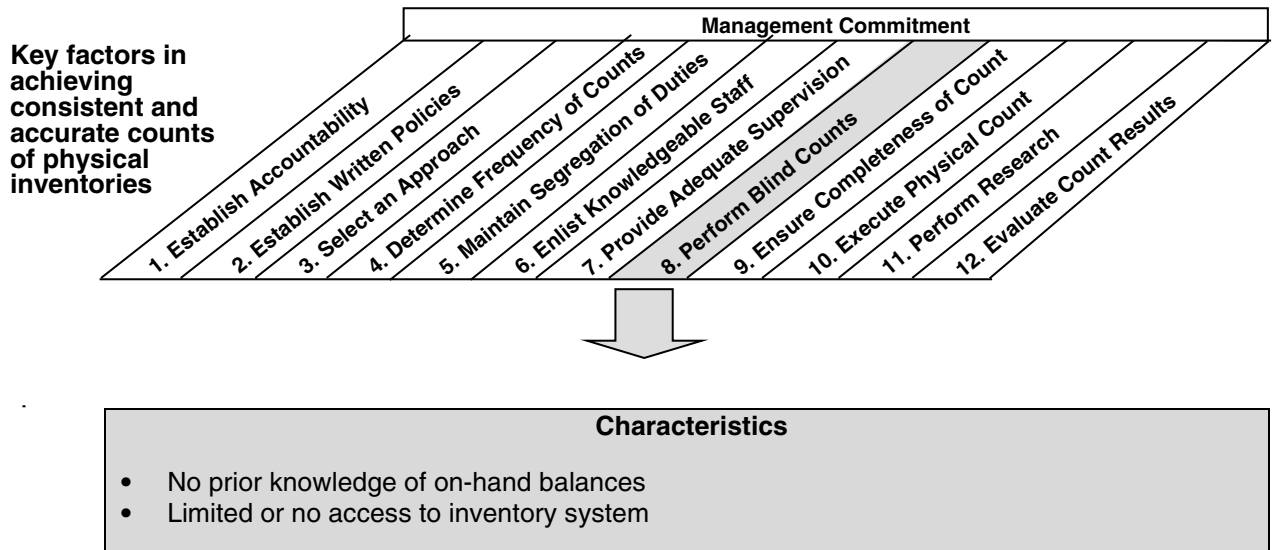 Management Commitment
Key factors in
achieving
consistent and
accurate counts
of physical
inventories
1. Establish Accountability
2. Establish Written Policies
3. Select an Approach
4. Determine Frequency of Counts
5. Maintain Segregation of Duties
6. Enlist Knowledgeable Staff
7. Provide Adequate Supervision
8. Perform Blind Counts
9. Ensure Completeness of Count
10. Execute Physical Count
11. Perform Research
12. Evaluate Count Results
.
Characteristics
• No prior knowledge of on-hand balances
• Limited or no access to inventory system